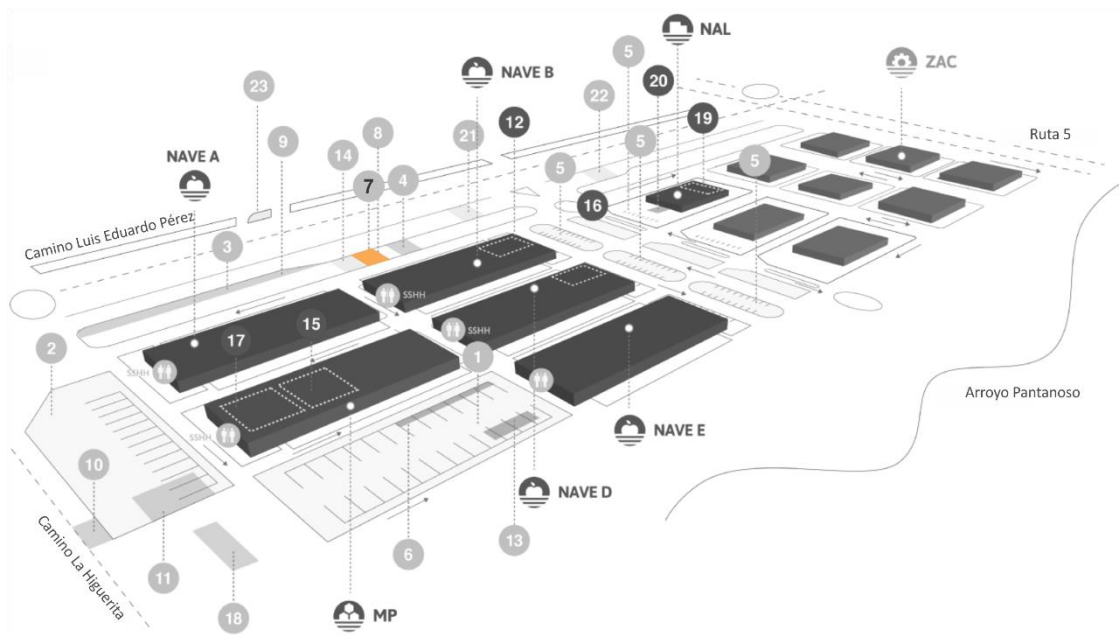 NAL
NAVE B
5
20
ZAC
23
22
19
12
Ruta 5
9
8
21
NAVE A
14
7
4
5
5
5
16
Camino Luis Eduardo Pérez
3
SSHH
2
17
15
SSHH
1
SSHH
5
Arroyo Pantanoso
SSHH
NAVE E
10
NAVE D
Camino La Higuerita
13
6
11
18
MP